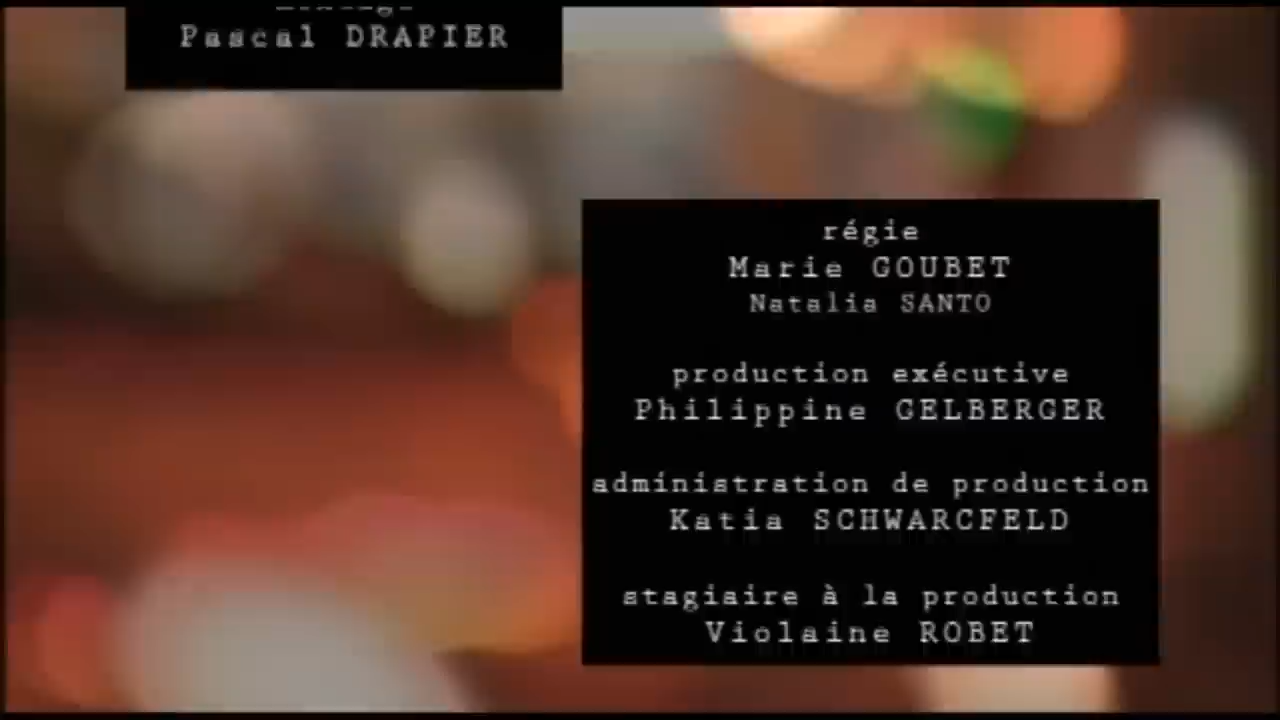 Pascal DRAPIER
régie
Marie GOUBET
Natalia SANTO
production exécutive
Philippine GELBERGER
administration de production
Katia SCHWARCFELD
stagiaire à la production
Violaine ROBET